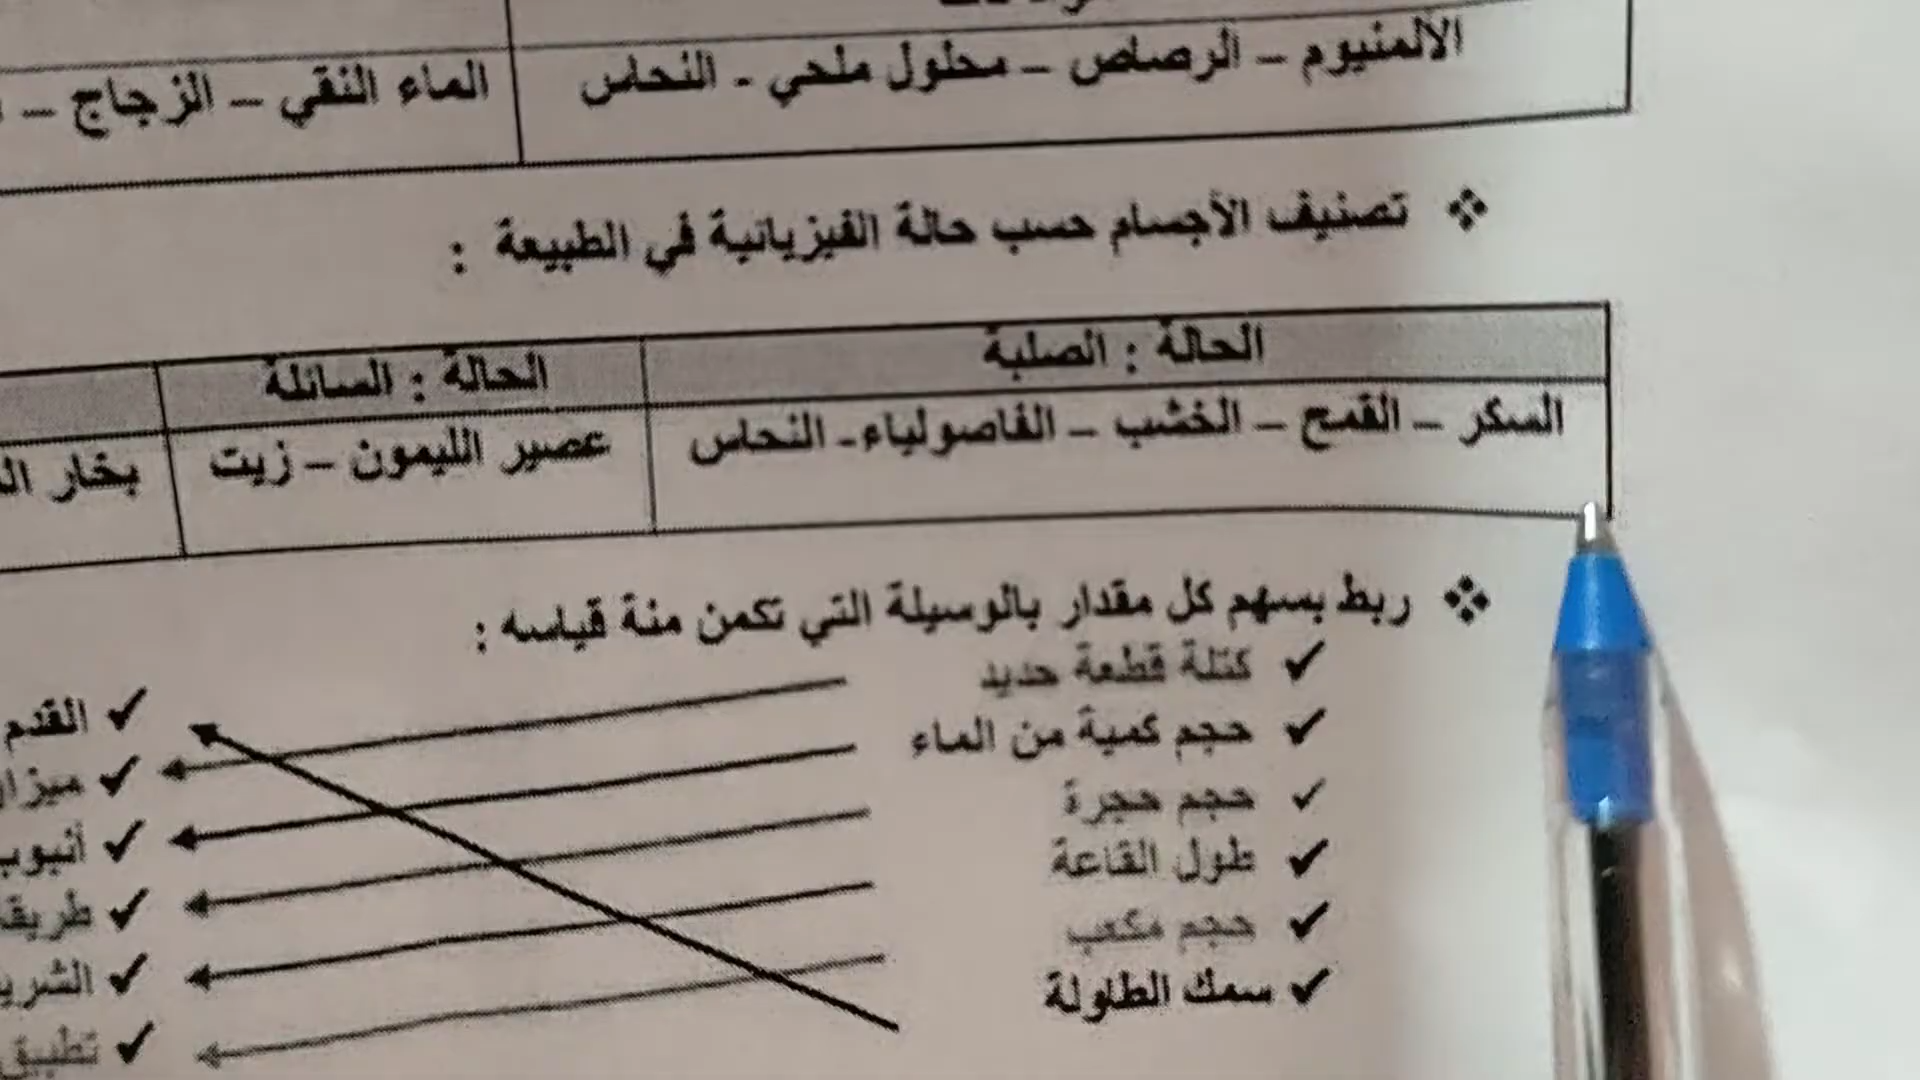 الألمنيوم – الرصاص – محلول ملحي - النحاس
الماء النقي – الزجاج –
❖ تصنيف الأجسام حسب حالة الفيزيائية في الطبيعة :
الحالة : الصلبة
الحالة : السائلة
السكر – القمح – الخشب – الفاصولياء- النحاس
عصير الليمون – زيت
بخار
❖ ربط بسهم كل مقدار بالوسيلة التي تكمن منة قياسه :
✓ كتلة قطعة حديد
✓ حجم كمية من الماء
✓ حجم حجرة
✓ طول القاعة
✓ حجم مكعب
✓ سمك الطاولة
✓ القدم
✓
✓
✓
✓
✓